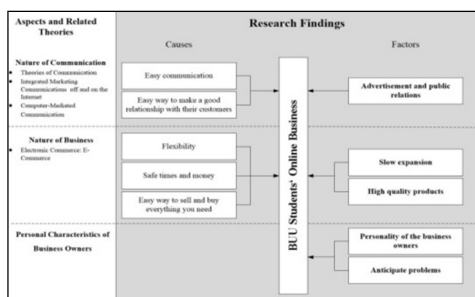 Aspects and Related
Theories
Research Findings
Causes
Factors
Nature of Communication
Theories of Communication
Integrated Marketing
Communications off and on the
Internet
Computer-Mediated
Communication
Easy communication
Easy way to make a good
relationship with their customers
Advertisement and public
relations
BUU Students' Online Business
Nature of Business
Electronic Commerce: E-
Commerce
Flexibility
Safe times and money
Easy way to sell and buy
everything you need
Slow expansion
High quality products
Personal Characteristics of
Business Owners
Personality of the business
owners
Anticipate problems